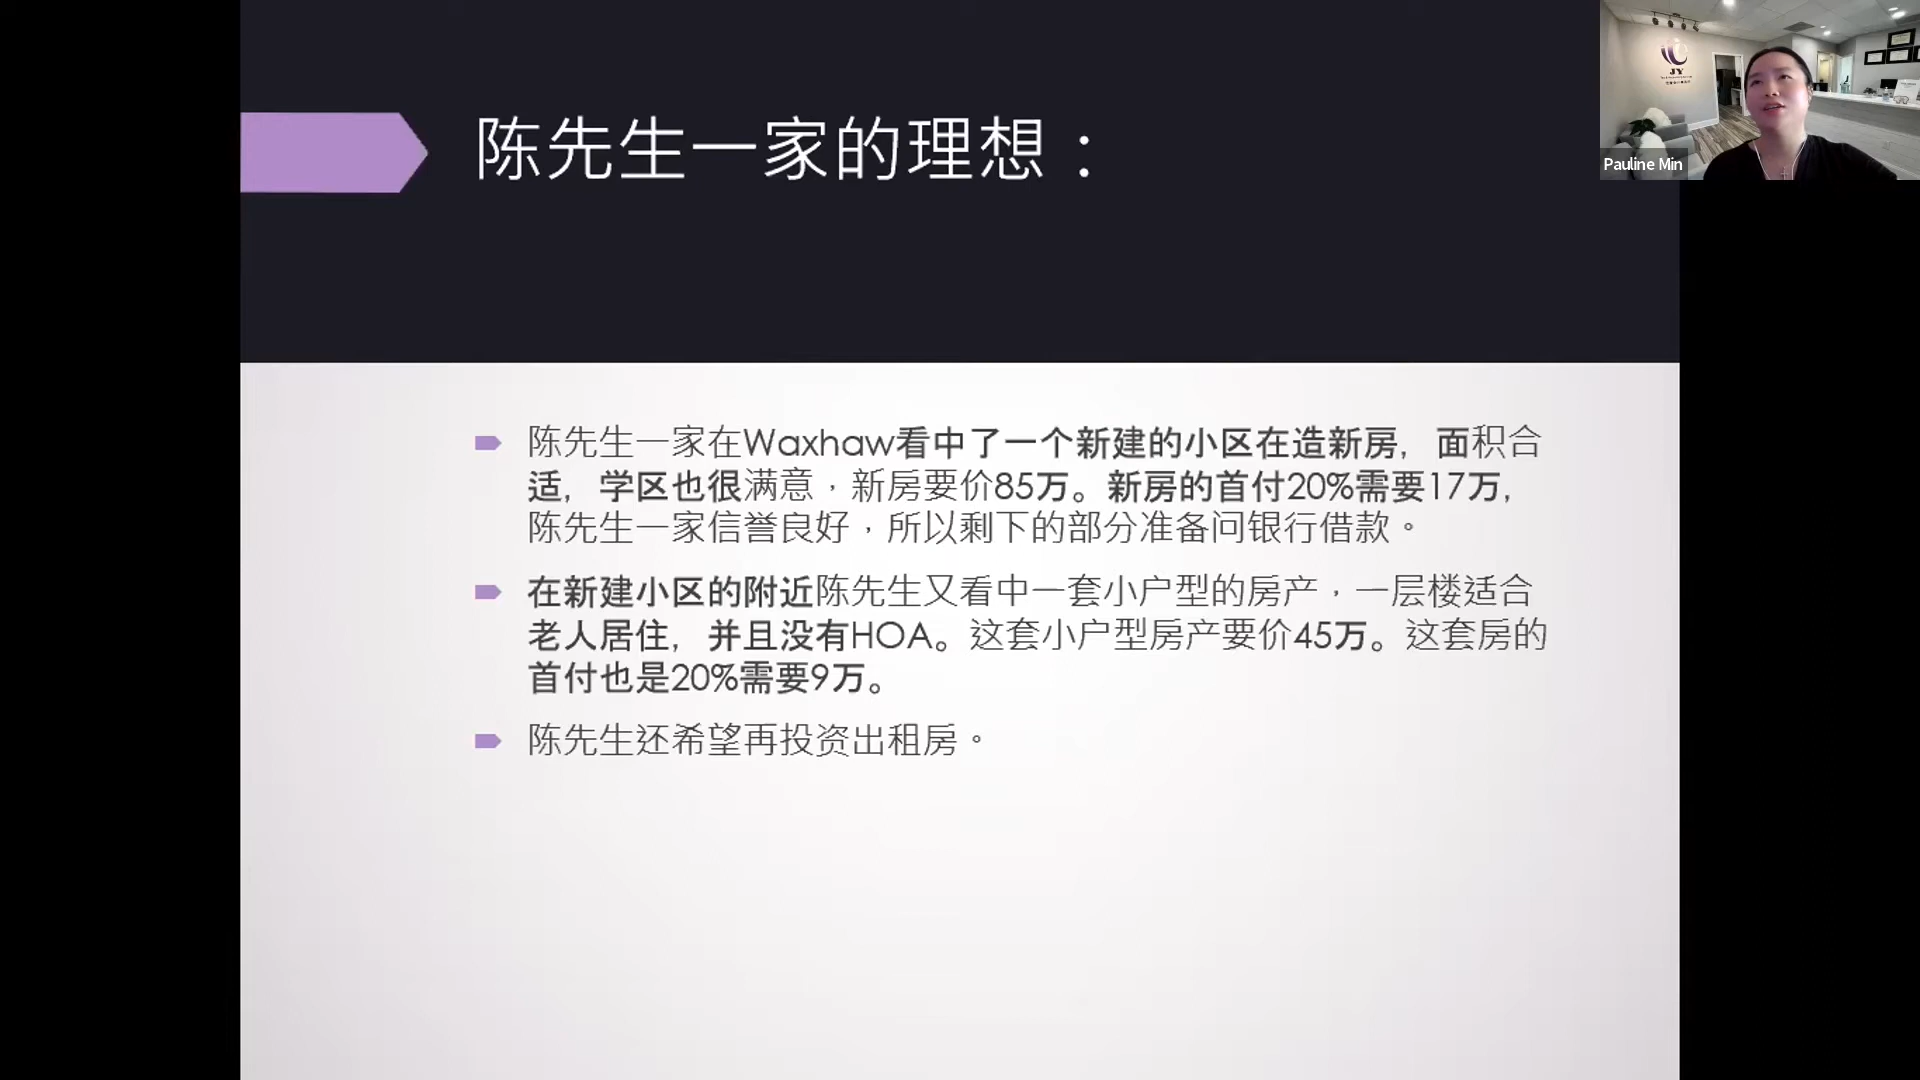 陈先生一家的理想：
Pauline Min
JY
陈先生一家在Waxhaw看中了一个新建的小区在造新房，面积合
适，学区也很满意，新房要价85万。新房的首付20%需要17万，
陈先生一家信誉良好，所以剩下的部分准备问银行借款。
在新建小区的附近陈先生又看中一套小户型的房产，一层楼适合
老人居住，并且没有HOA。这套小户型房产要价45万。这套房的
首付也是20%需要9万。
陈先生还希望再投资出租房。